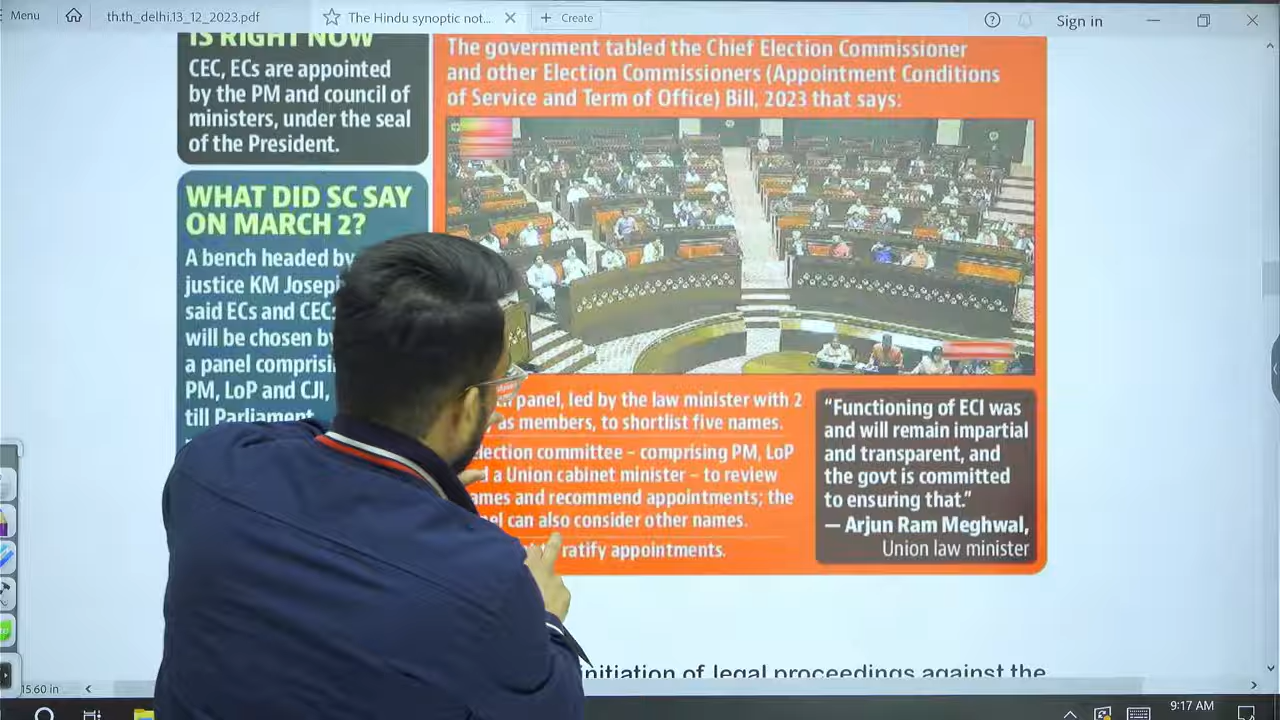 Menu
th.th_delhi.13_12_2023.pdf
The Hindu synoptic not...
Create
Sign in
IS RIGHT NOW
CEC, ECs are appointed
by the PM and council of
ministers, under the seal
of the President.
WHAT DID SC SAY
ON MARCH 2?
A bench headed by
justice KM
said ECs and
will be chosen by
a panel
PM, LoP and CJI,
till Parliament
The government tabled the Chief Election Commissioner
and other Election Commissioners (Appointment Conditions
of Service and Term of Office) Bill, 2023 that says:
panel, led by the law minister with 2
as members, to shortlist five names.
committee – comprising PM, LoP
a Union cabinet minister – to review
and recommend appointments; the
can also consider other names.
ratify appointments.
“Functioning of ECI was
and will remain impartial
and transparent, and
the govt is committed
to ensuring that.”
— Arjun Ram Meghwal,
Union law minister
initiation of legal proceedings against the
15.60 in
9:17 AM